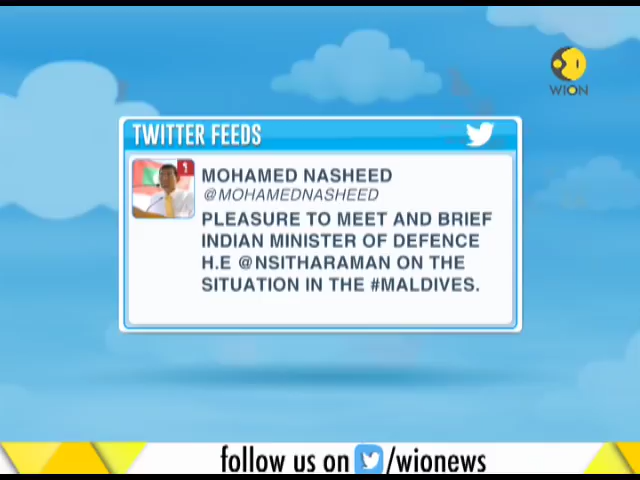 WION
TWITTER FEEDS
MOHAMED NASHEED
@MOHAMEDNASHEED
PLEASURE TO MEET AND BRIEF
INDIAN MINISTER OF DEFENCE
H.E @NSITHARAMAN ON THE
SITUATION IN THE #MALDIVES.
follow us on /wionews